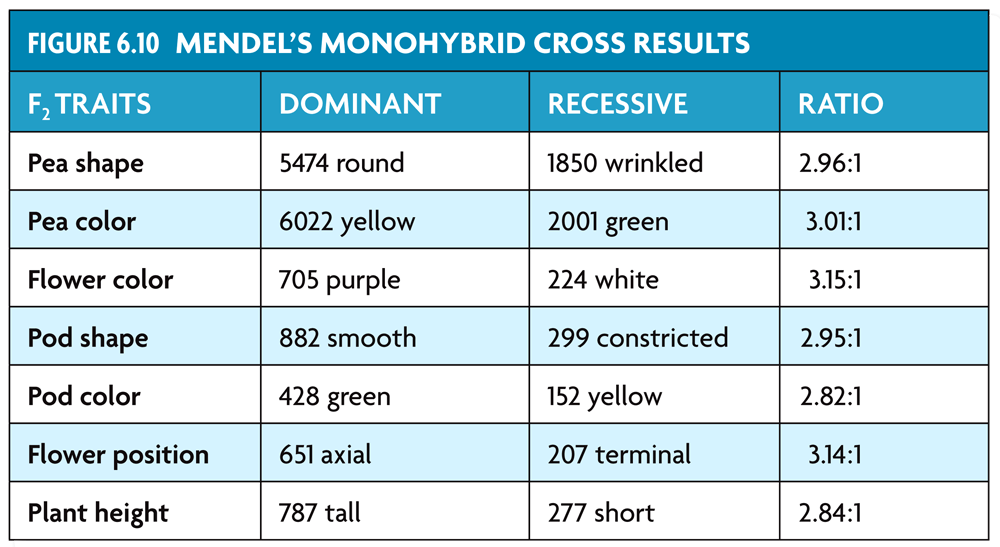 FIGURE 6.10 MENDEL'S MONOHYBRID CROSS RESULTS
F₂ TRAITS DOMINANT RECESSIVE RATIO
Pea shape 5474 round 1850 wrinkled 2.96:1
Pea color 6022 yellow 2001 green 3.01:1
Flower color 705 purple 224 white 3.15:1
Pod shape 882 smooth 299 constricted 2.95:1
Pod color 428 green 152 yellow 2.82:1
Flower position 651 axial 207 terminal 3.14:1
Plant height 787 tall 277 short 2.84:1